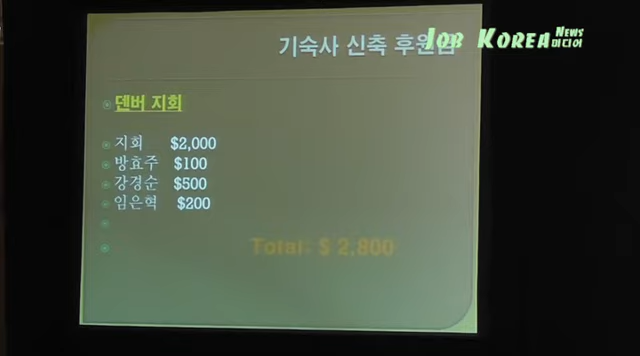 JOB KOREA NEWS 미디어
기숙사 신축 후원금
덴버 지회
지회 $2,000
방효주 $100
강경순 $500
임은혁 $200
Total: $ 2,800